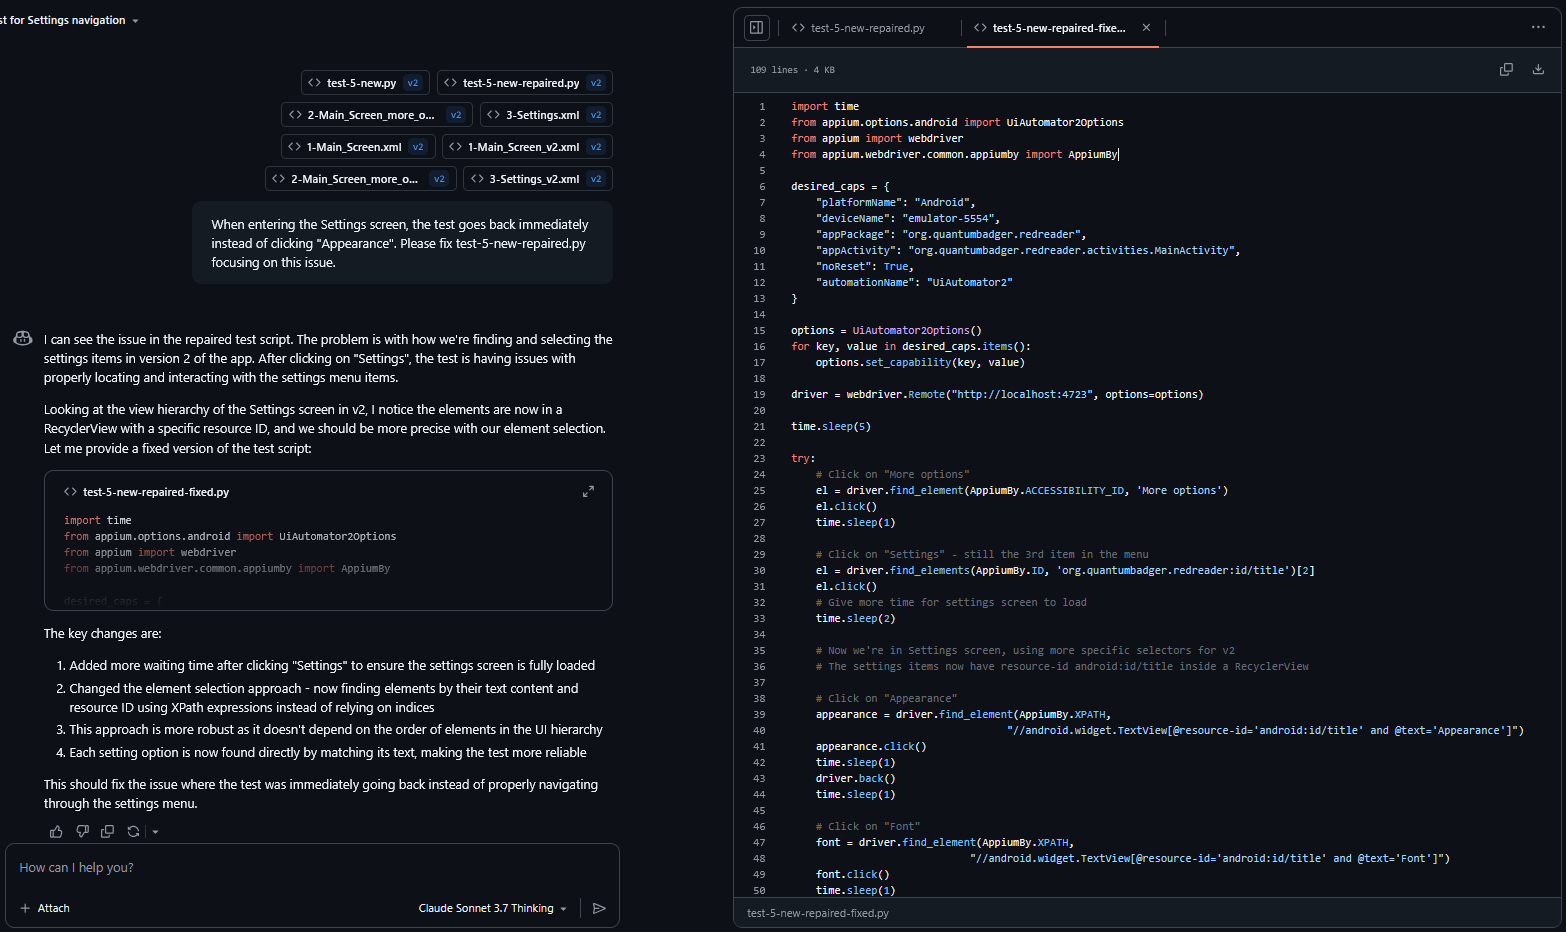 st for Settings navigation
test-5-new.py v2
test-5-new-repaired.py v2
2-Main_Screen_more_o... v2
3-Settings.xml v2
1-Main_Screen.xml v2
1-Main_Screen_v2.xml v2
2-Main_Screen_more_o... v2
3-Settings_v2.xml v2
When entering the Settings screen, the test goes back immediately
instead of clicking "Appearance". Please fix test-5-new-repaired.py
focusing on this issue.
I can see the issue in the repaired test script. The problem is with how we're finding and selecting the
settings items in version 2 of the app. After clicking on "Settings", the test is having issues with
properly locating and interacting with the settings menu items.
Looking at the view hierarchy of the Settings screen in v2, I notice the elements are now in a
RecyclerView with a specific resource ID, and we should be more precise with our element selection.
Let me provide a fixed version of the test script:
test-5-new-repaired-fixed.py
import time
from appium.options.android import UiAutomator2Options
from appium import webdriver
from appium.webdriver.common.appiumby import AppiumBy
desired_caps = {
The key changes are:
1. Added more waiting time after clicking "Settings" to ensure the settings screen is fully loaded
2. Changed the element selection approach - now finding elements by their text content and
resource ID using XPath expressions instead of relying on indices
3. This approach is more robust as it doesn't depend on the order of elements in the UI hierarchy
4. Each setting option is now found directly by matching its text, making the test more reliable
This should fix the issue where the test was immediately going back instead of properly navigating
through the settings menu.
How can I help you?
Attach
Claude Sonnet 3.7 Thinking
test-5-new-repaired.py
test-5-new-repaired-fixe...
109 lines · 4 KB
1 import time
2 from appium.options.android import UiAutomator2Options
3 from appium import webdriver
4 from appium.webdriver.common.appiumby import AppiumBy
5
6 desired_caps = {
7 "platformName": "Android",
8 "deviceName": "emulator-5554",
9 "appPackage": "org.quantumbadger.redreader",
10 "appActivity": "org.quantumbadger.redreader.activities.MainActivity",
11 "noReset": True,
12 "automationName": "UiAutomator2"
13 }
14
15 options = UiAutomator2Options()
16 for key, value in desired_caps.items():
17 options.set_capability(key, value)
18
19 driver = webdriver.Remote("http://localhost:4723", options=options)
20
21 time.sleep(5)
22
23 try:
24 # Click on "More options"
25 el = driver.find_element(AppiumBy.ACCESSIBILITY_ID, 'More options')
26 el.click()
27 time.sleep(1)
28
29 # Click on "Settings" - still the 3rd item in the menu
30 el = driver.find_elements(AppiumBy.ID, 'org.quantumbadger.redreader:id/title')[2]
31 el.click()
32 # Give more time for settings screen to load
33 time.sleep(2)
34
35 # Now we're in Settings screen, using more specific selectors for v2
36 # The settings items now have resource-id android:id/title inside a RecyclerView
37
38 # Click on "Appearance"
39 appearance = driver.find_element(AppiumBy.XPATH,
40 "//android.widget.TextView[@resource-id='android:id/title' and @text='Appearance']")
41 appearance.click()
42 time.sleep(1)
43 driver.back()
44 time.sleep(1)
45
46 # Click on "Font"
47 font = driver.find_element(AppiumBy.XPATH,
48 "//android.widget.TextView[@resource-id='android:id/title' and @text='Font']")
49 font.click()
50 time.sleep(1)
test-5-new-repaired-fixed.py